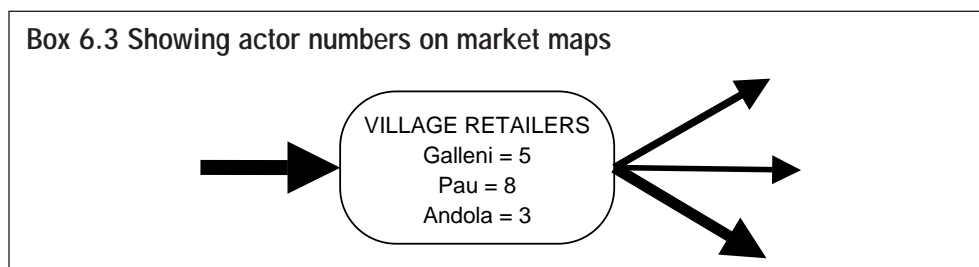 Box 6.3 Showing actor numbers on market maps
VILLAGE RETAILERS
Galleni = 5
Pau = 8
Andola = 3